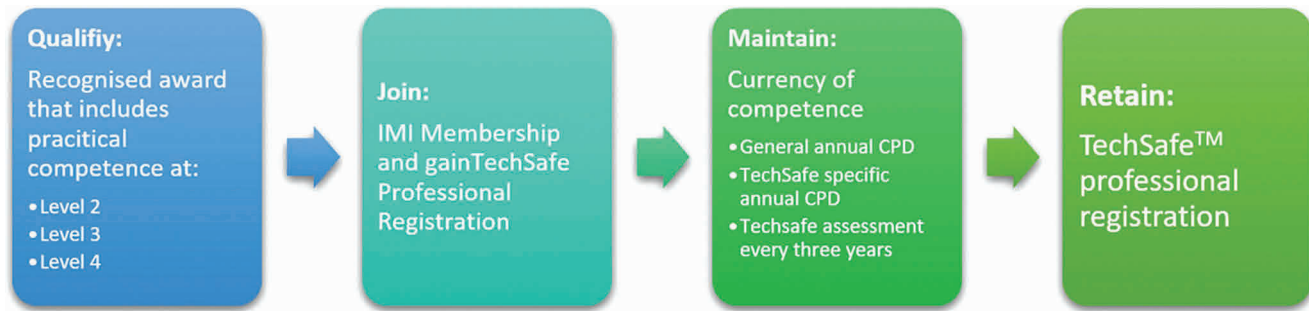 Qualifiy:
Recognised award
that includes
pracitical
competence at:
•Level 2
•Level 3
•Level 4
Join:
IMI Membership
and gainTechSafe
Professional
Registration
Maintain:
Currency of
competence
•General annual CPD
•TechSafe specific
annual CPD
•Techsafe assessment
every three years
Retain:
TechSafe™
professional
registration